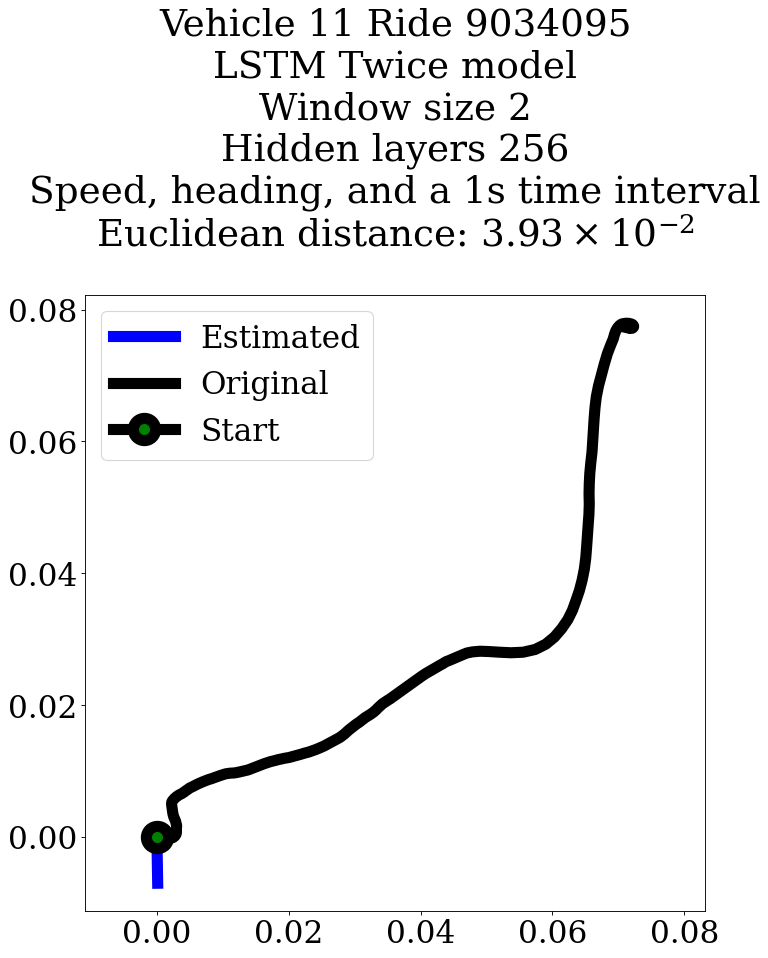 Vehicle 11 Ride 9034095
LSTM Twice model
Window size 2
Hidden layers 256
Speed, heading, and a 1s time interval
Euclidean distance: 3.93 × 10⁻²
Estimated
Original
Start
0.08
0.06
0.04
0.02
0.00
0.00 0.02 0.04 0.06 0.08